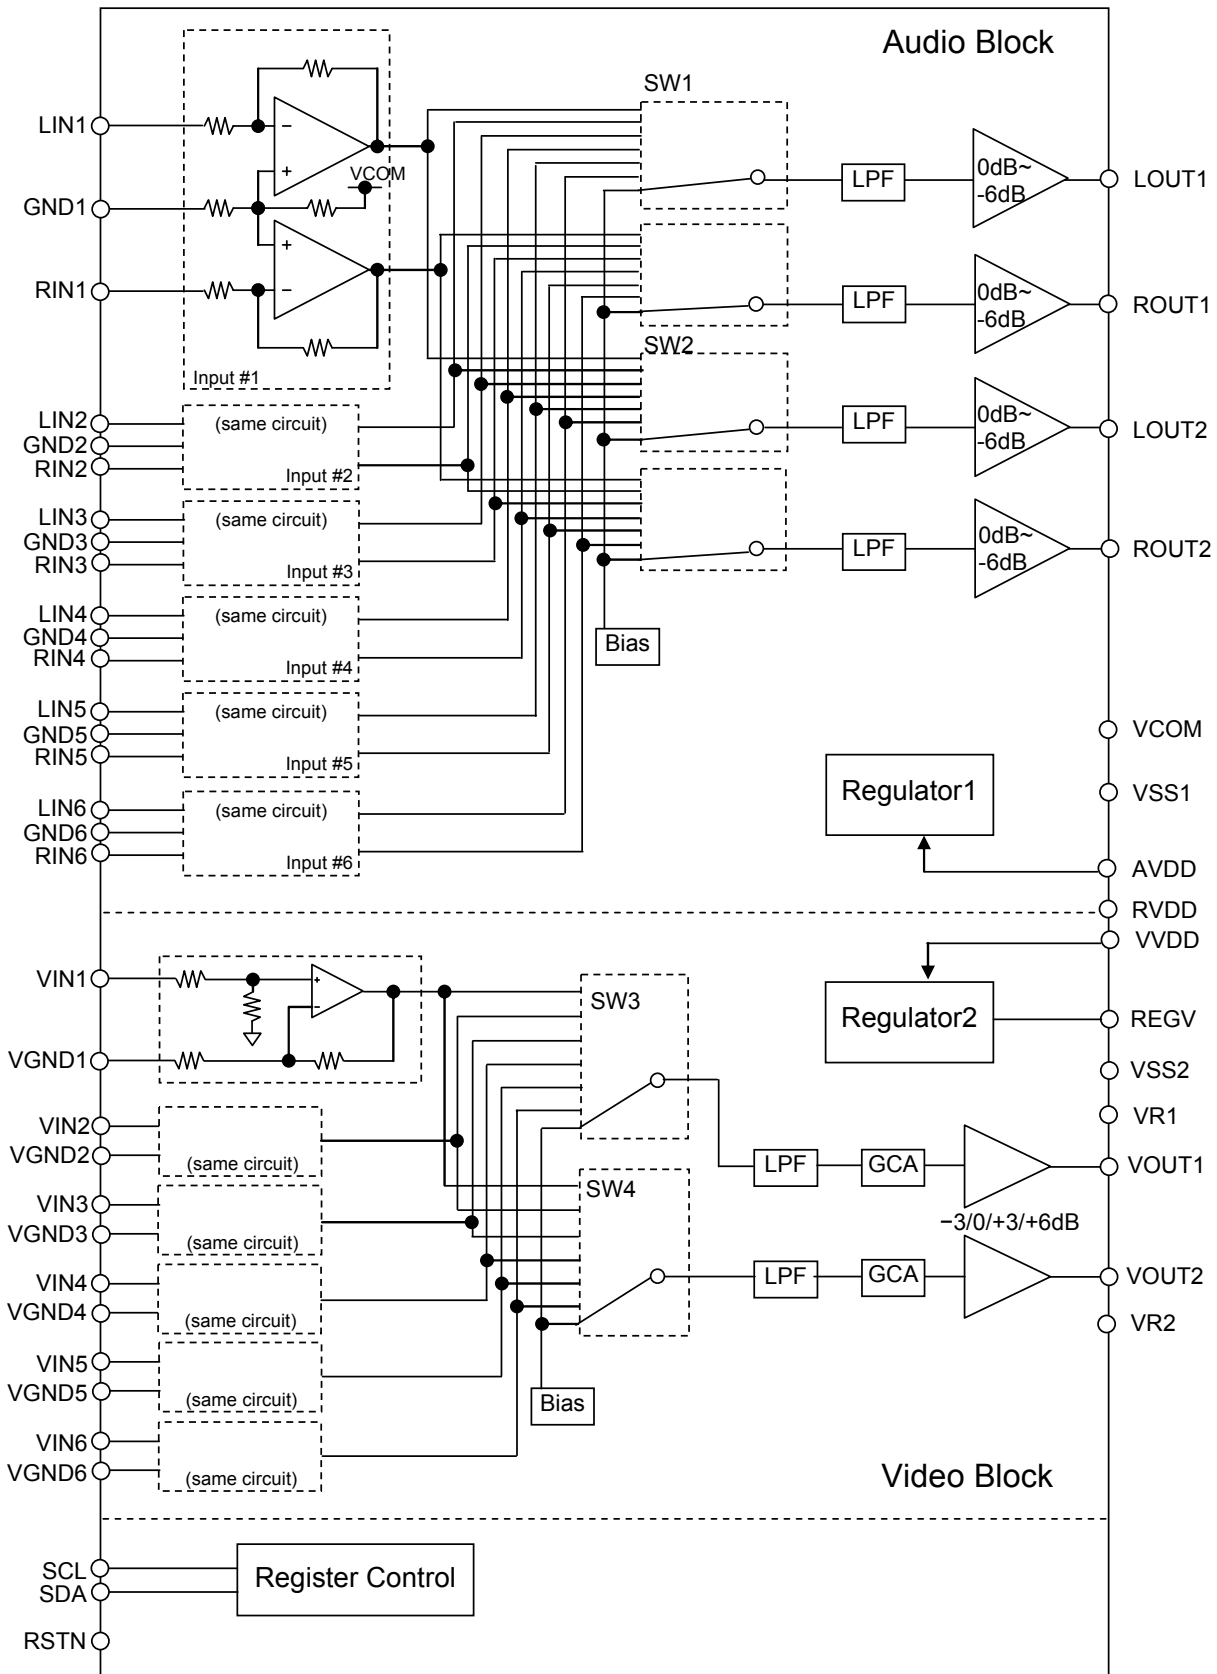 Audio Block
SW1
LIN1
−
+
VCOM
GND1
+
−
RIN1
Input #1
LPF
0dB~
-6dB
LOUT1
LPF
0dB~
-6dB
ROUT1
SW2
LPF
0dB~
-6dB
LOUT2
LPF
0dB~
-6dB
ROUT2
LIN2
GND2
RIN2
(same circuit)
Input #2
LIN3
GND3
RIN3
(same circuit)
Input #3
LIN4
GND4
RIN4
(same circuit)
Input #4
Bias
LIN5
GND5
RIN5
(same circuit)
Input #5
LIN6
GND6
RIN6
(same circuit)
Input #6
VCOM
Regulator1
VSS1
AVDD
RVDD
VVDD
Regulator2
REGV
VSS2
VR1
VIN1
+
−
VGND1
SW3
VIN2
VGND2
(same circuit)
LPF
GCA
VOUT1
−3/0/+3/+6dB
VIN3
VGND3
(same circuit)
SW4
LPF
GCA
VOUT2
VR2
VIN4
VGND4
(same circuit)
VIN5
VGND5
(same circuit)
Bias
VIN6
VGND6
(same circuit)
Video Block
SCL
SDA
Register Control
RSTN